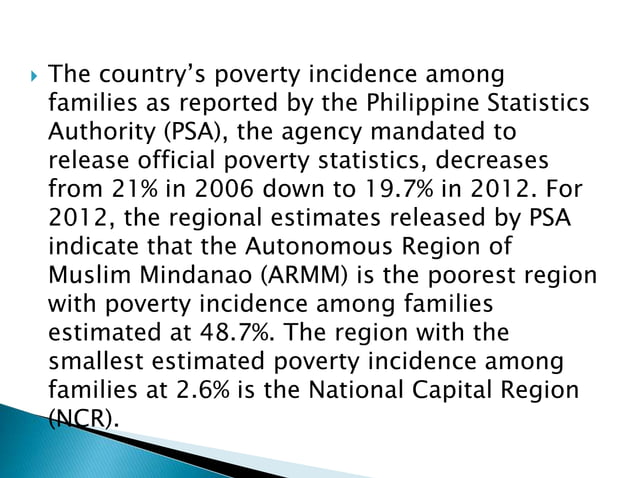 The country’s poverty incidence among
families as reported by the Philippine Statistics
Authority (PSA), the agency mandated to
release official poverty statistics, decreases
from 21% in 2006 down to 19.7% in 2012. For
2012, the regional estimates released by PSA
indicate that the Autonomous Region of
Muslim Mindanao (ARMM) is the poorest region
with poverty incidence among families
estimated at 48.7%. The region with the
smallest estimated poverty incidence among
families at 2.6% is the National Capital Region
(NCR).